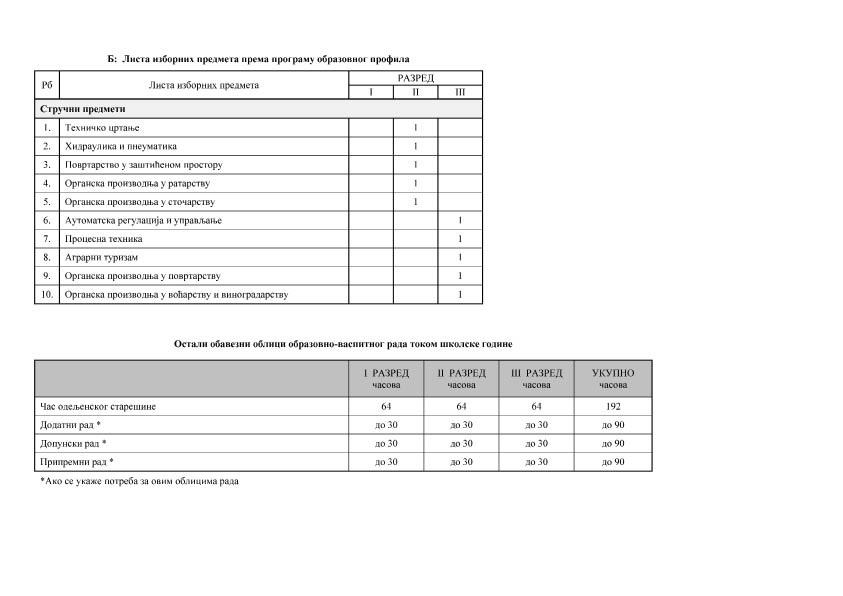 Б: Листа изборних предмета према програму образовног профила
Рб Листа изборних предмета РАЗРЕД
I II III
Стручни предмети
1. Техничко цртање 1
2. Хидраулика и пнеуматика 1
3. Повртарство у заштићеном простору 1
4. Органска производња у ратарству 1
5. Органска производња у сточарству 1
6. Аутоматска регулација и управљање 1
7. Процесна техника 1
8. Аграрни туризам 1
9. Органска производња у повртарству 1
10. Органска производња у воћарству и виноградарству 1
Остали обавезни облици образовно-васпитног рада током школске године
I РАЗРЕД II РАЗРЕД III РАЗРЕД УКУПНО
часова часова часова часова
Час одељенског старешине 64 64 64 192
Додатни рад * до 30 до 30 до 30 до 90
Допунски рад * до 30 до 30 до 30 до 90
Припремни рад * до 30 до 30 до 30 до 90
*Ако се укаже потреба за овим облицима рада